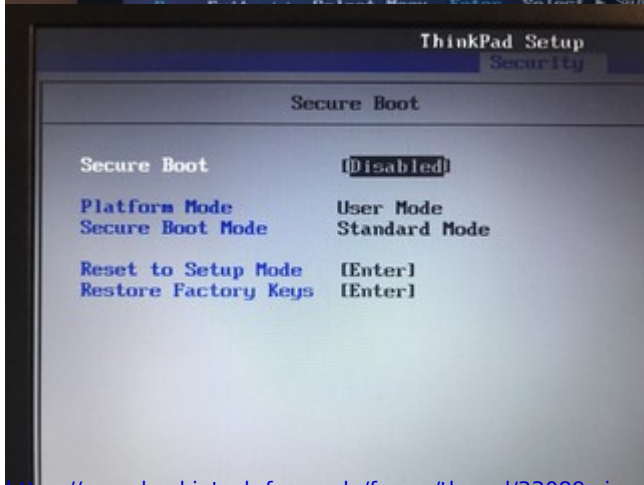 ThinkPad Setup
Security
Secure Boot
Secure Boot [Disabled]
Platform Mode User Mode
Secure Boot Mode Standard Mode
Reset to Setup Mode [Enter]
Restore Factory Keys [Enter]